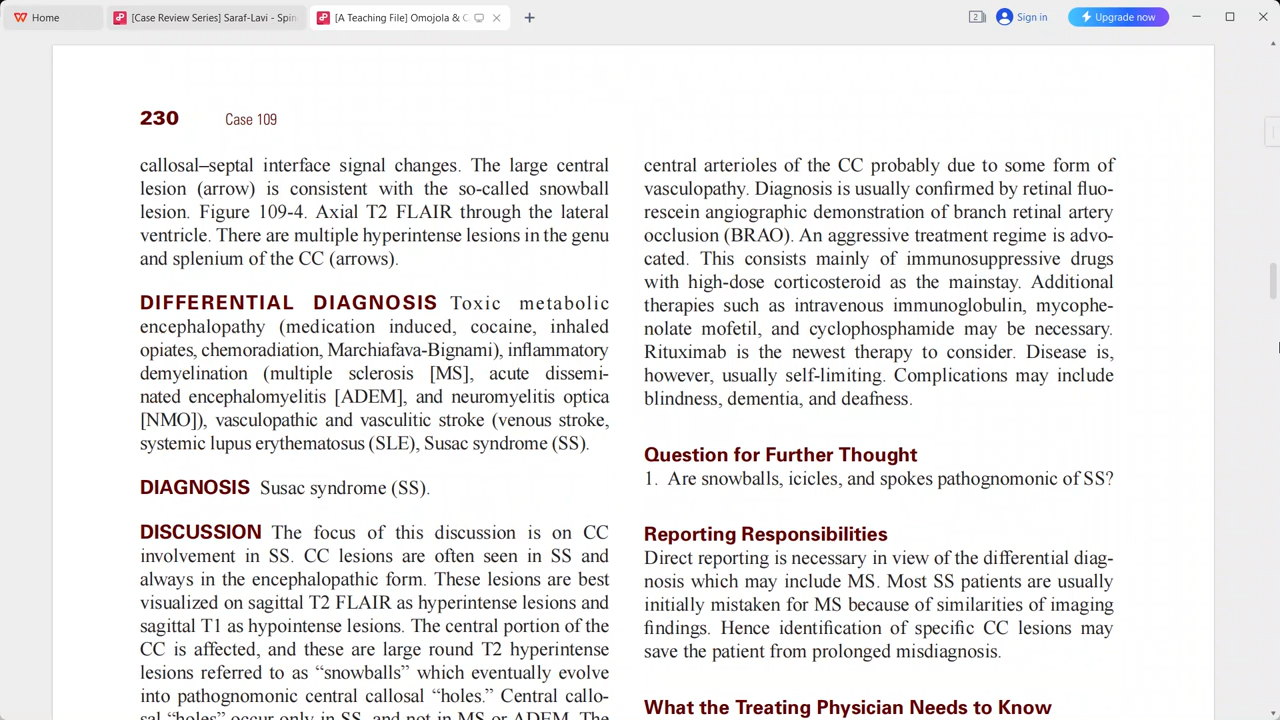 Home
[Case Review Series] Saraf-Lavi - Spin
[A Teaching File] Omojola & C
2
Sign in
Upgrade now
230 Case 109
callosal–septal interface signal changes. The large central
lesion (arrow) is consistent with the so-called snowball
lesion. Figure 109-4. Axial T2 FLAIR through the lateral
ventricle. There are multiple hyperintense lesions in the genu
and splenium of the CC (arrows).
DIFFERENTIAL DIAGNOSIS Toxic metabolic
encephalopathy (medication induced, cocaine, inhaled
opiates, chemoradiation, Marchiafava-Bignami), inflammatory
demyelination (multiple sclerosis [MS], acute dissemi-
nated encephalomyelitis [ADEM], and neuromyelitis optica
[NMO]), vasculopathic and vasculitic stroke (venous stroke,
systemic lupus erythematosus (SLE), Susac syndrome (SS).
DIAGNOSIS Susac syndrome (SS).
DISCUSSION The focus of this discussion is on CC
involvement in SS. CC lesions are often seen in SS and
always in the encephalopathic form. These lesions are best
visualized on sagittal T2 FLAIR as hyperintense lesions and
sagittal T1 as hypointense lesions. The central portion of the
CC is affected, and these are large round T2 hyperintense
lesions referred to as “snowballs” which eventually evolve
into pathognomonic central callosal “holes.” Central callo-
sal “holes” occur only in SS, and not in MS or ADEM. The
central arterioles of the CC probably due to some form of
vasculopathy. Diagnosis is usually confirmed by retinal fluo-
rescein angiographic demonstration of branch retinal artery
occlusion (BRAO). An aggressive treatment regime is advo-
cated. This consists mainly of immunosuppressive drugs
with high-dose corticosteroid as the mainstay. Additional
therapies such as intravenous immunoglobulin, mycophe-
nolate mofetil, and cyclophosphamide may be necessary.
Rituximab is the newest therapy to consider. Disease is,
however, usually self-limiting. Complications may include
blindness, dementia, and deafness.
Question for Further Thought
1. Are snowballs, icicles, and spokes pathognomonic of SS?
Reporting Responsibilities
Direct reporting is necessary in view of the differential diag-
nosis which may include MS. Most SS patients are usually
initially mistaken for MS because of similarities of imaging
findings. Hence identification of specific CC lesions may
save the patient from prolonged misdiagnosis.
What the Treating Physician Needs to Know